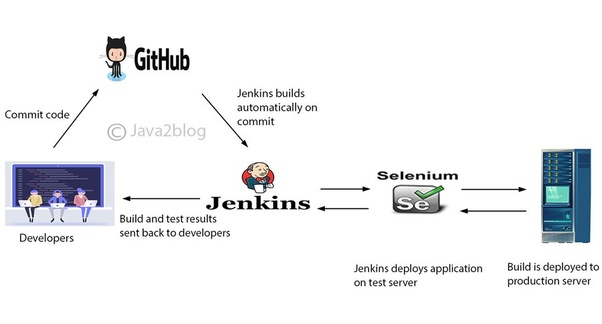 GitHub
Commit code
Jenkins builds
automatically on
commit
© Java2blog
Selenium
Se
Jenkins
Build and test results
sent back to developers
Developers
Jenkins deploys application
on test server
Build is deployed to
production server